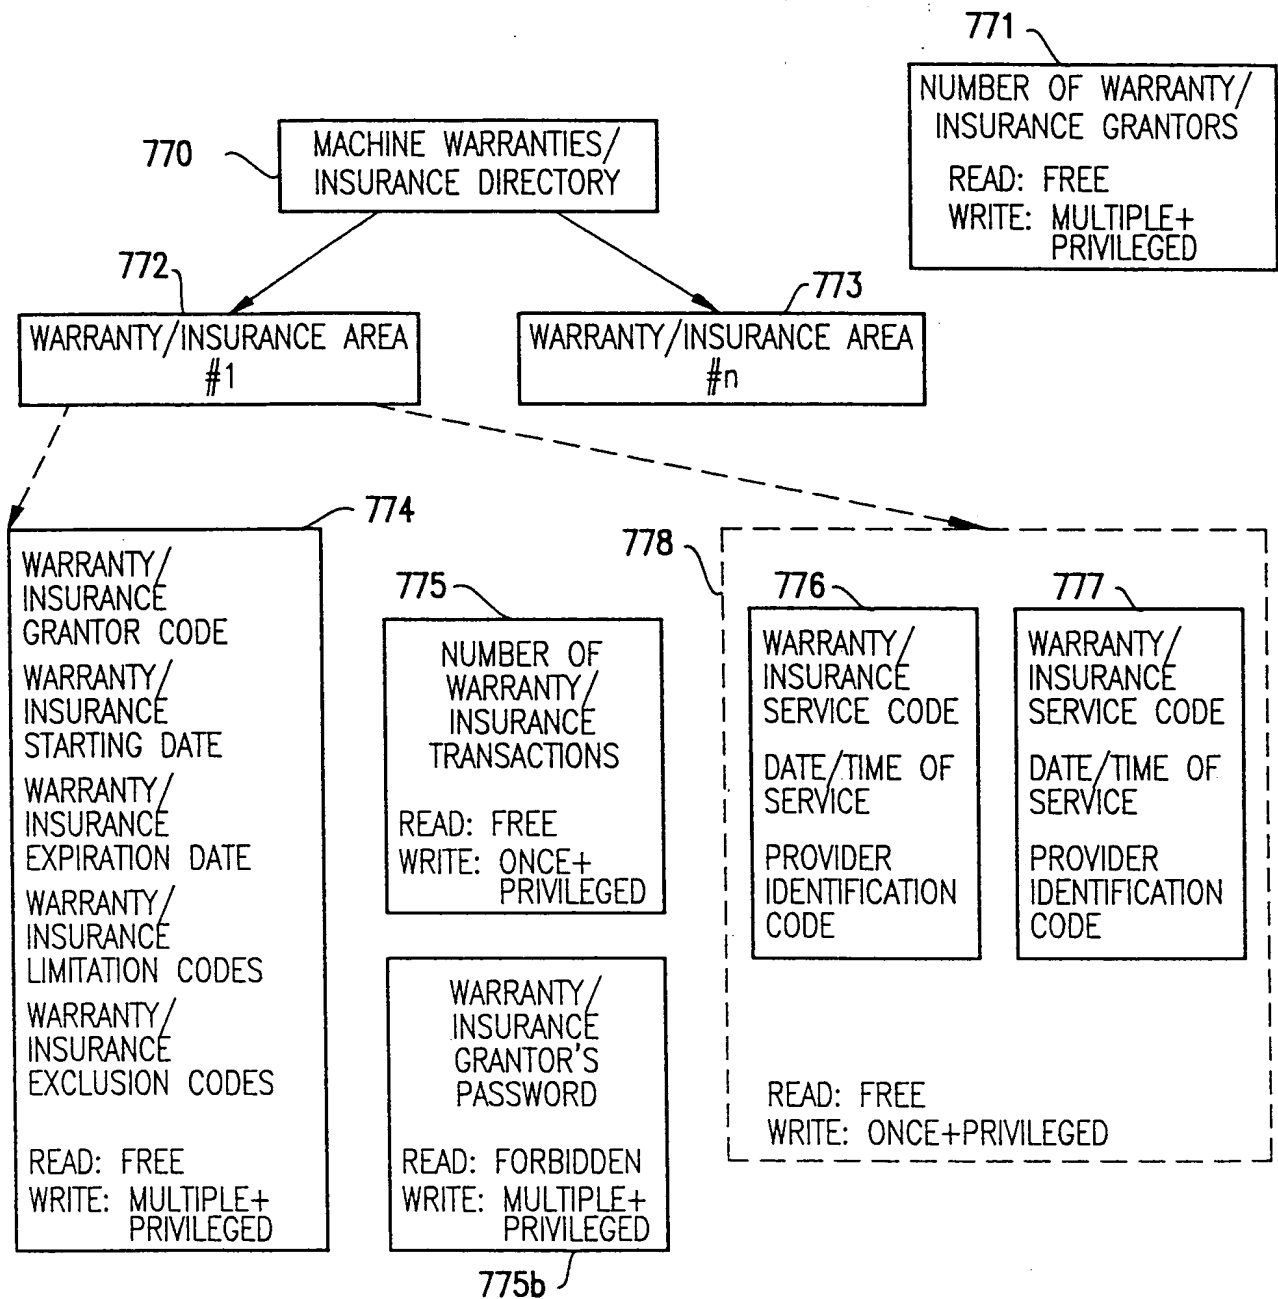 771
NUMBER OF WARRANTY/
INSURANCE GRANTORS
READ: FREE
WRITE: MULTIPLE+
PRIVILEGED
770
MACHINE WARRANTIES/
INSURANCE DIRECTORY
772
WARRANTY/INSURANCE AREA
#1
773
WARRANTY/INSURANCE AREA
#n
774
WARRANTY/
INSURANCE
GRANTOR CODE
WARRANTY/
INSURANCE
STARTING DATE
WARRANTY/
INSURANCE
EXPIRATION DATE
WARRANTY/
INSURANCE
LIMITATION CODES
WARRANTY/
INSURANCE
EXCLUSION CODES
READ: FREE
WRITE: MULTIPLE+
PRIVILEGED
775
NUMBER OF
WARRANTY/
INSURANCE
TRANSACTIONS
READ: FREE
WRITE: ONCE+
PRIVILEGED
WARRANTY/
INSURANCE
GRANTOR'S
PASSWORD
READ: FORBIDDEN
WRITE: MULTIPLE+
PRIVILEGED
775b
778
776
WARRANTY/
INSURANCE
SERVICE CODE
DATE/TIME OF
SERVICE
PROVIDER
IDENTIFICATION
CODE
777
WARRANTY/
INSURANCE
SERVICE CODE
DATE/TIME OF
SERVICE
PROVIDER
IDENTIFICATION
CODE
READ: FREE
WRITE: ONCE+PRIVILEGED